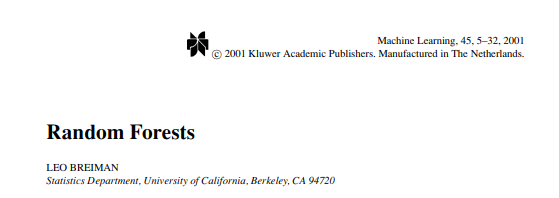 Machine Learning, 45, 5–32, 2001
© 2001 Kluwer Academic Publishers. Manufactured in The Netherlands.
Random Forests
LEO BREIMAN
Statistics Department, University of California, Berkeley, CA 94720